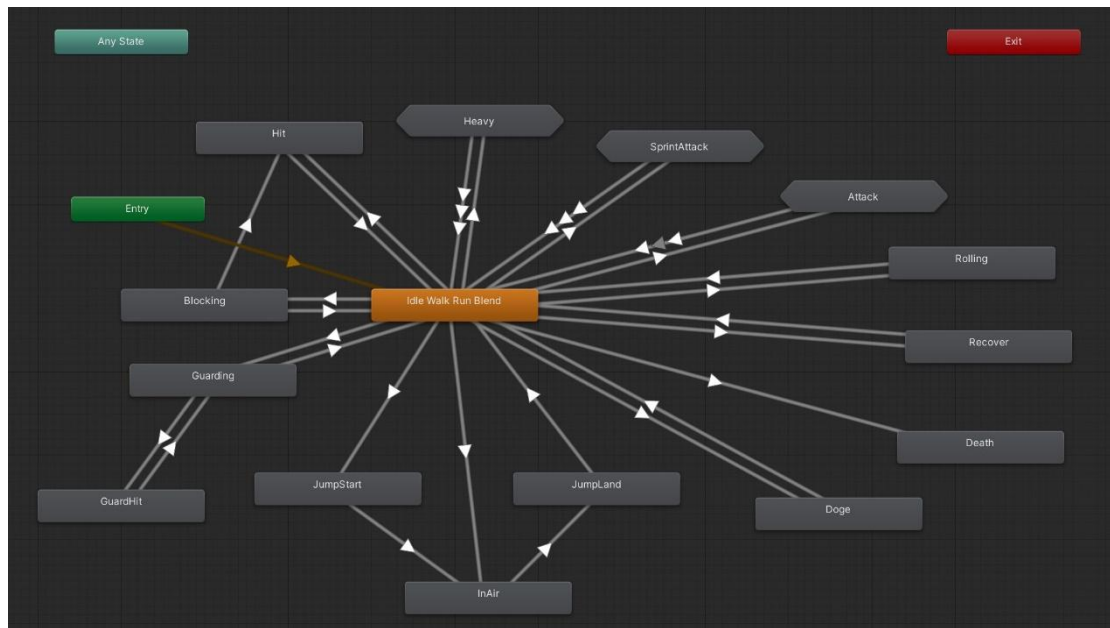 Any State
Exit
Heavy
Hit
SprintAttack
Attack
Entry
Rolling
Blocking
Idle Walk Run Blend
Recover
Guarding
Death
JumpStart
JumpLand
GuardHit
Doge
InAir